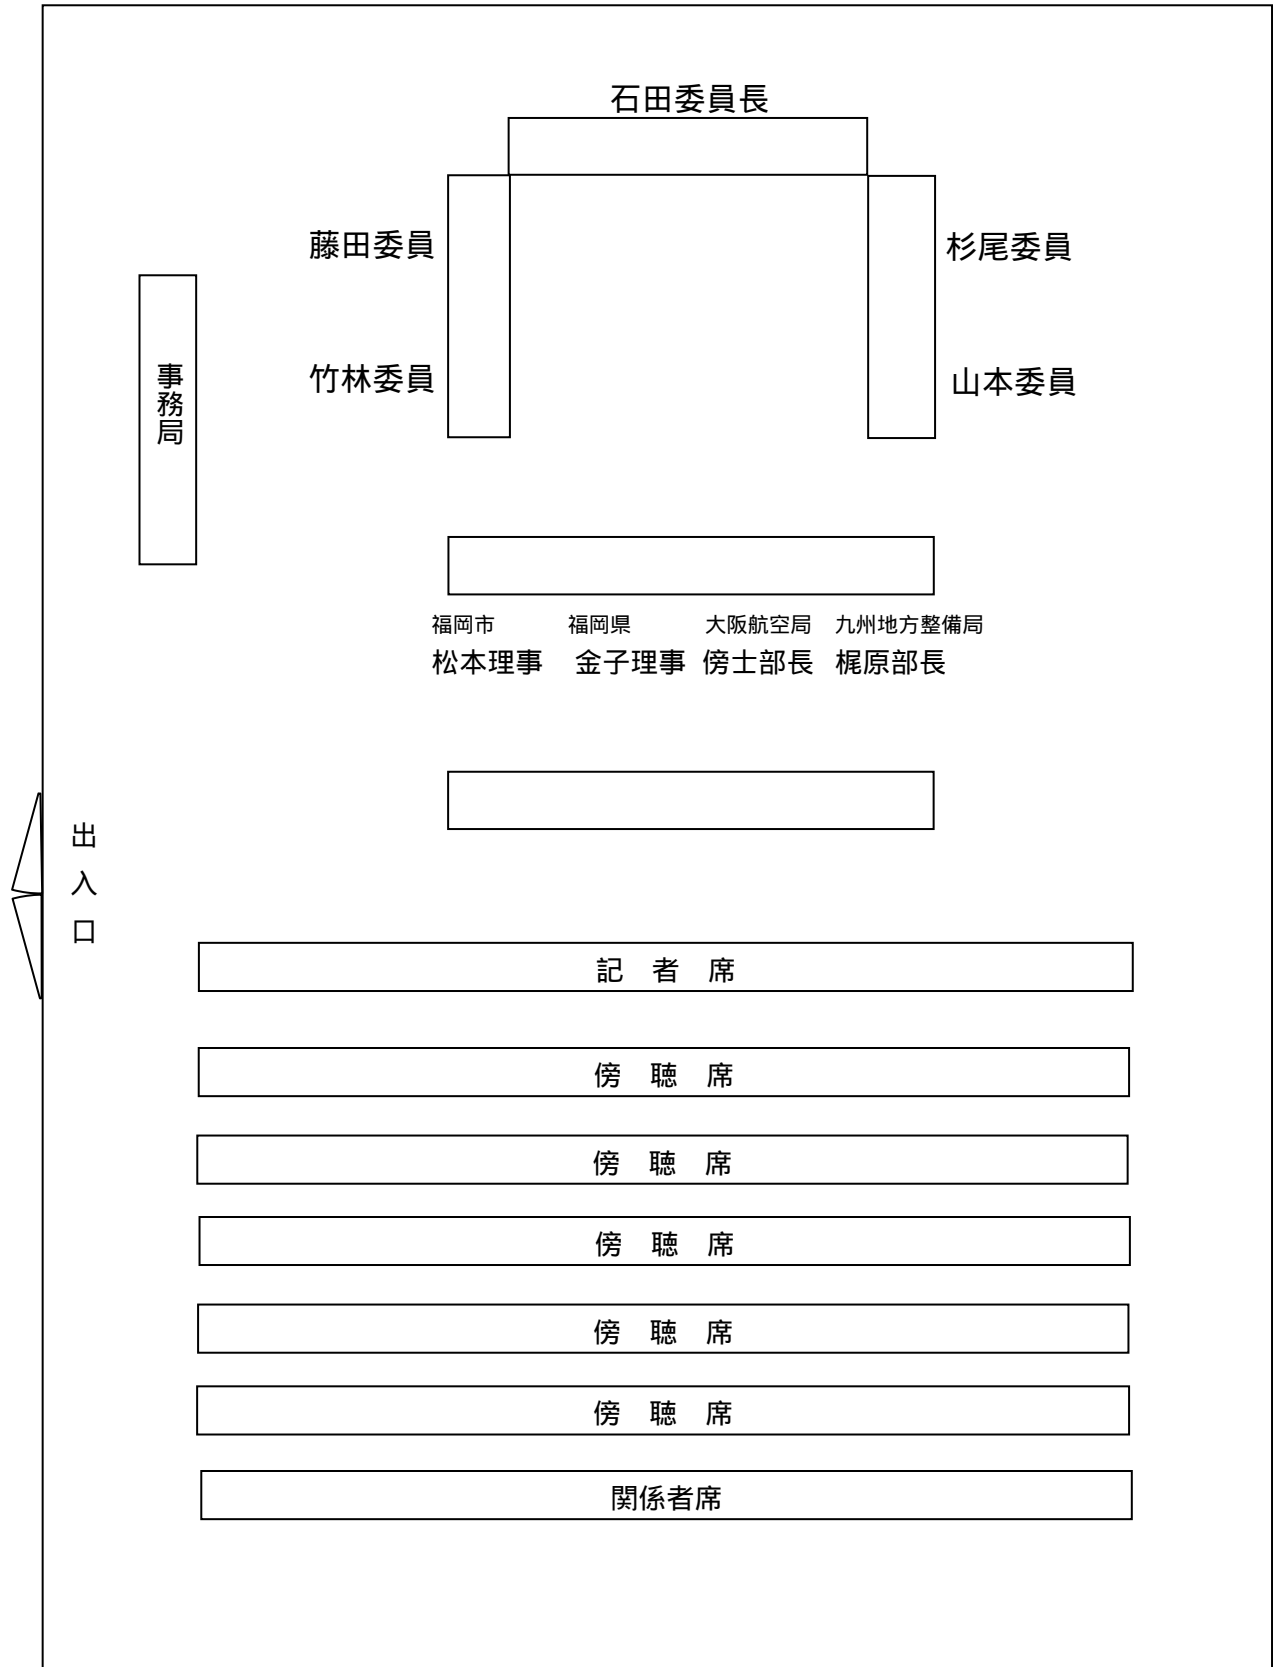 石田委員長
藤田委員
杉尾委員
事務局
竹林委員
山本委員
福岡市 福岡県 大阪航空局 九州地方整備局
松本理事 金子理事 傍士部長 梶原部長
出入口
記 者 席
傍 聴 席
傍 聴 席
傍 聴 席
傍 聴 席
傍 聴 席
関係者席